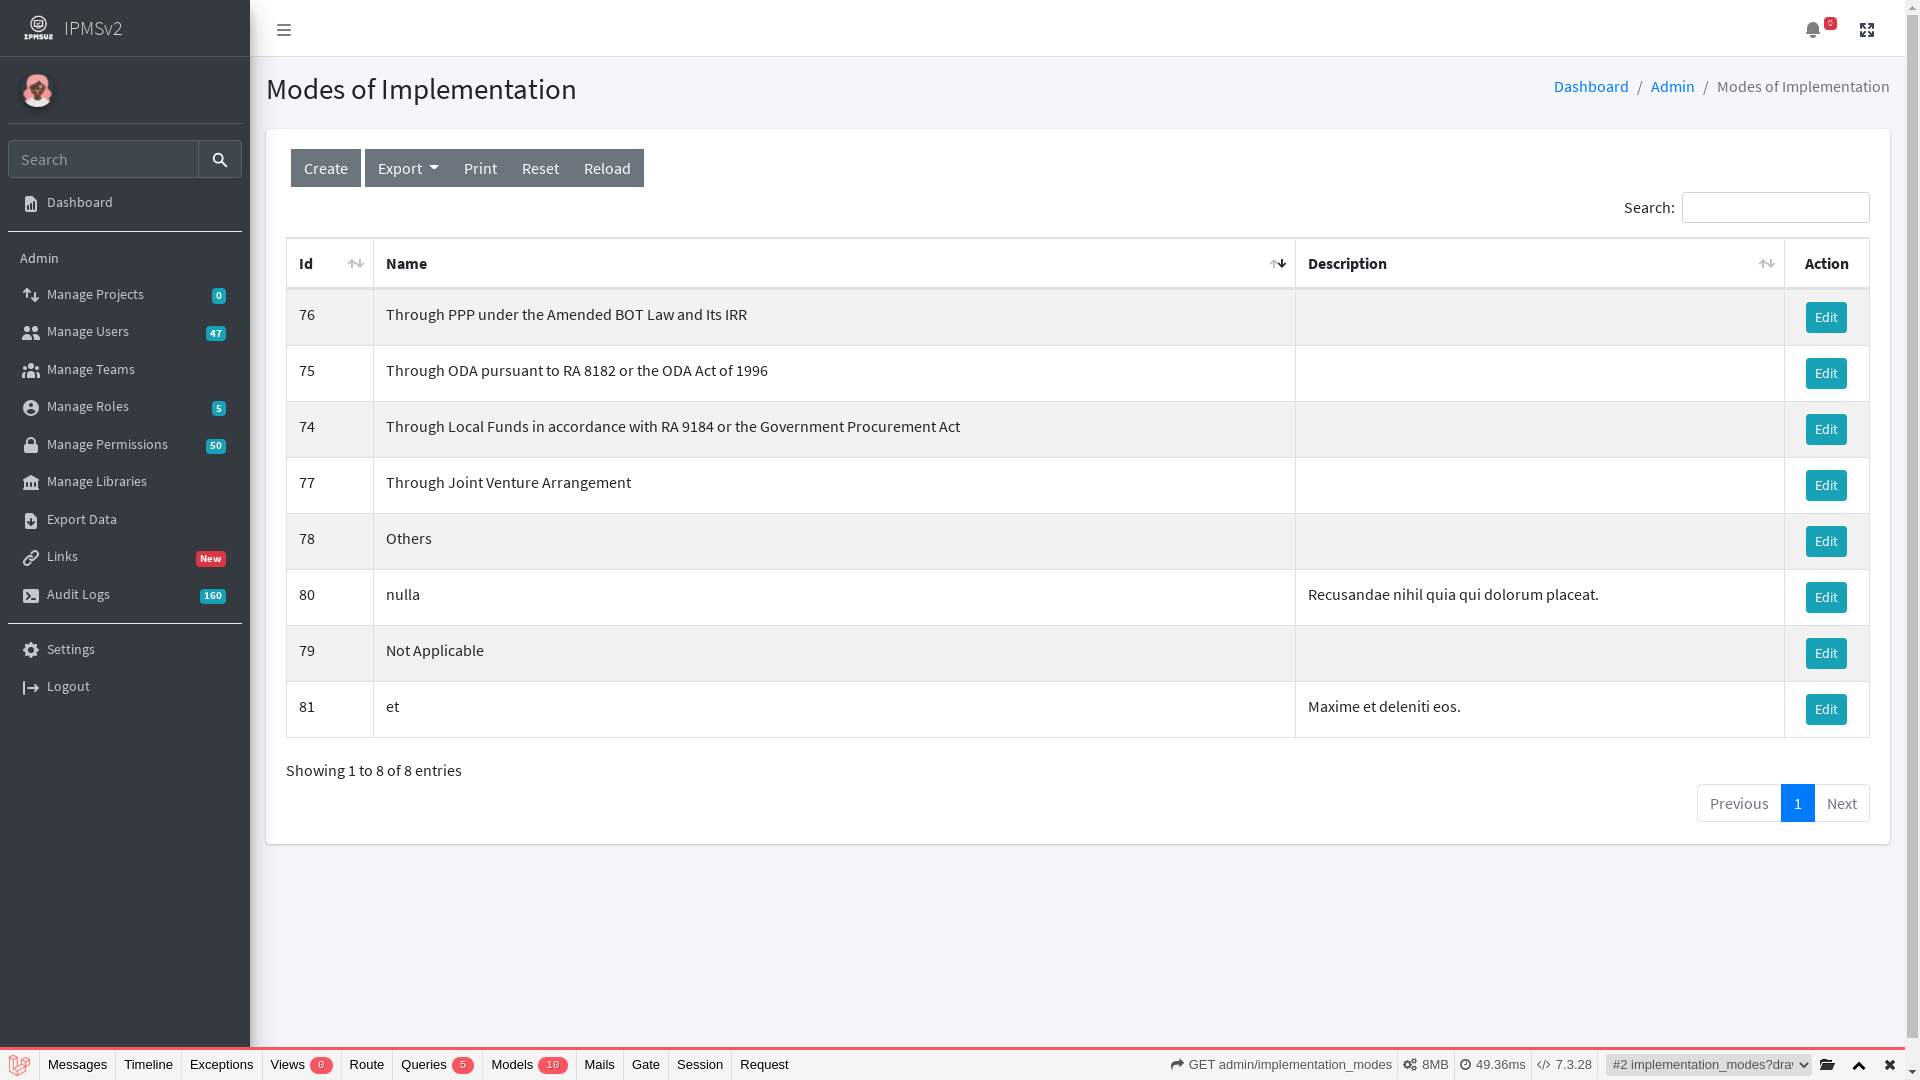 IPMSV2 IPMSv2
0
Modes of Implementation
Dashboard / Admin / Modes of Implementation
Search
Dashboard
Admin
Manage Projects 0
Manage Users 47
Manage Teams
Manage Roles 5
Manage Permissions 50
Manage Libraries
Export Data
Links New
Audit Logs 160
Settings
Logout
Create Export Print Reset Reload
Search:
Id Name Description Action
76 Through PPP under the Amended BOT Law and Its IRR Edit
75 Through ODA pursuant to RA 8182 or the ODA Act of 1996 Edit
74 Through Local Funds in accordance with RA 9184 or the Government Procurement Act Edit
77 Through Joint Venture Arrangement Edit
78 Others Edit
80 nulla Recusandae nihil quia qui dolorum placeat. Edit
79 Not Applicable Edit
81 et Maxime et deleniti eos. Edit
Showing 1 to 8 of 8 entries
Previous 1 Next
Messages Timeline Exceptions Views 0 Route Queries 5 Models 10 Mails Gate Session Request GET admin/implementation_modes 8MB 49.36ms 7.3.28 #2 implementation_modes?dra